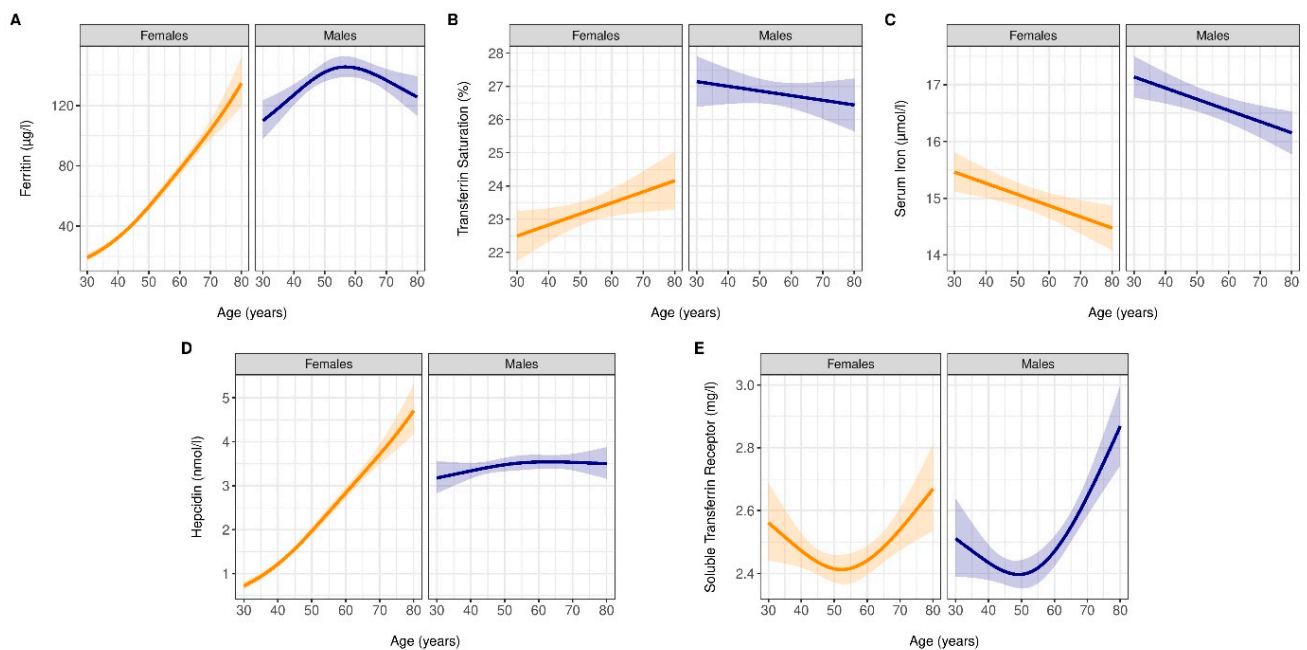 A
Females
Males
Ferritin (µg/l)
120
80
40
30 40 50 60 70 80
30 40 50 60 70 80
Age (years)
B
Females
Males
Transferrin Saturation (%)
28
27
26
25
24
23
22
30 40 50 60 70 80
30 40 50 60 70 80
Age (years)
C
Females
Males
Serum Iron (µmol/l)
17
16
15
14
30 40 50 60 70 80
30 40 50 60 70 80
Age (years)
D
Females
Males
Hepcidin (nmol/l)
5
4
3
2
1
30 40 50 60 70 80
30 40 50 60 70 80
Age (years)
E
Females
Males
Soluble Transferrin Receptor (mg/l)
3.0
2.8
2.6
2.4
30 40 50 60 70 80
30 40 50 60 70 80
Age (years)